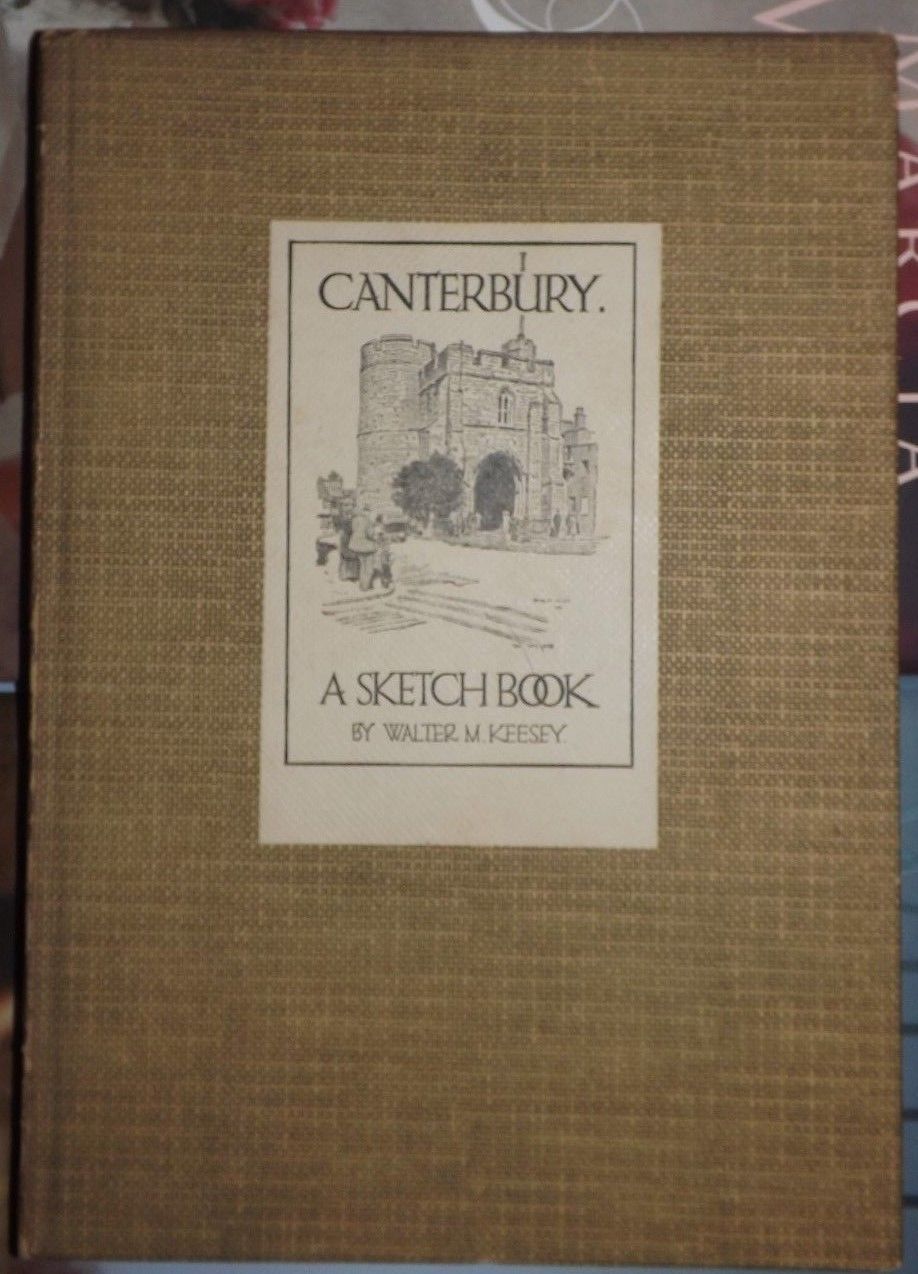 CANTERBURY.
A SKETCH BOOK
BY WALTER M. KEESEY.